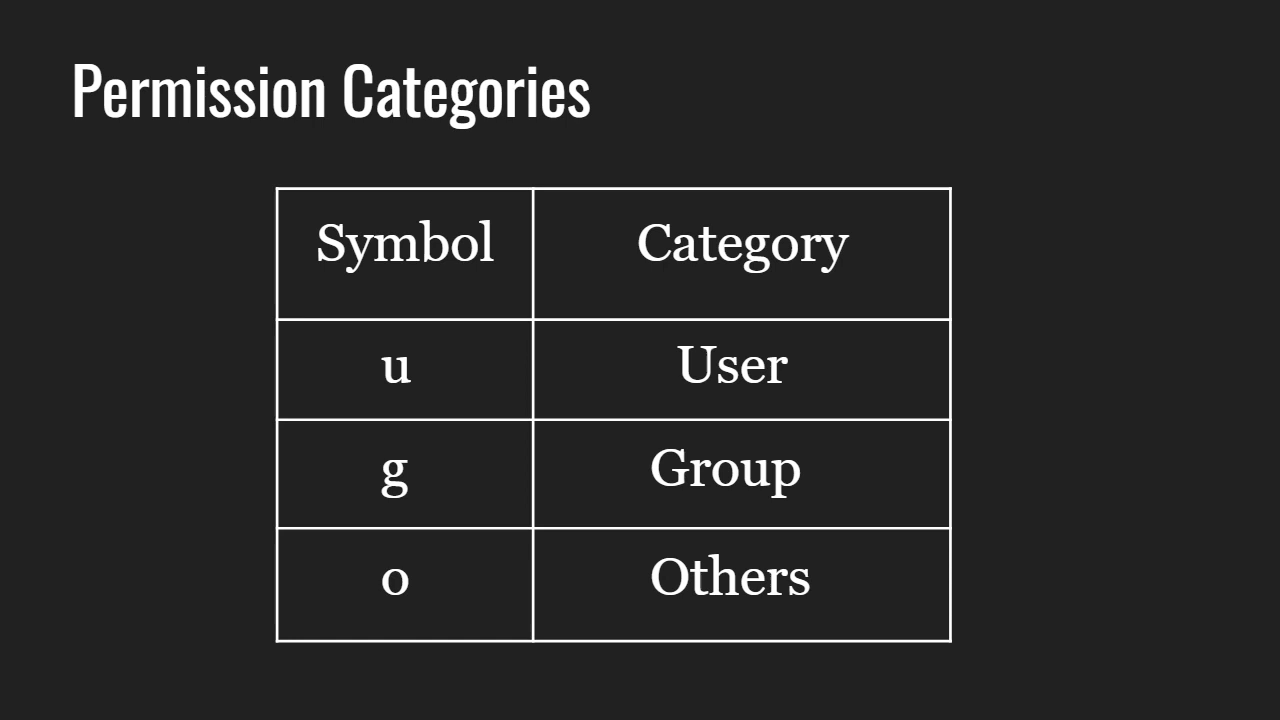 Permission Categories
Symbol Category
u User
g Group
o Others